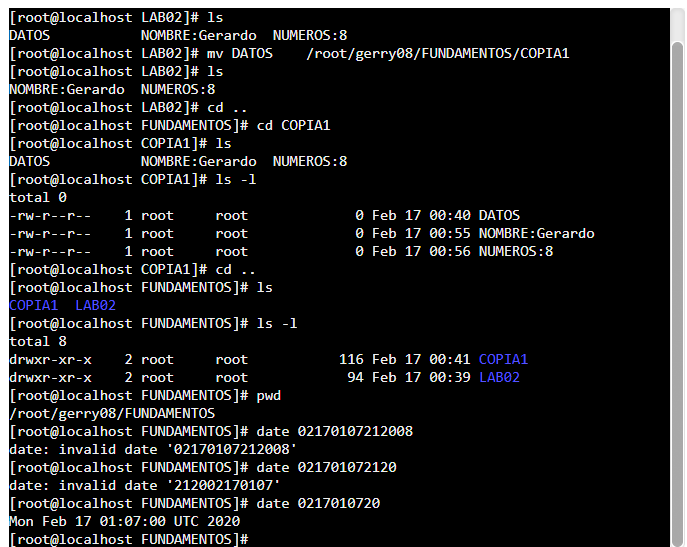 [root@localhost LAB02]# ls
DATOS           NOMBRE:Gerardo  NUMEROS:8
[root@localhost LAB02]# mv DATOS    /root/gerry08/FUNDAMENTOS/COPIA1
[root@localhost LAB02]# ls
NOMBRE:Gerardo  NUMEROS:8
[root@localhost LAB02]# cd ..
[root@localhost FUNDAMENTOS]# cd COPIA1
[root@localhost COPIA1]# ls
DATOS           NOMBRE:Gerardo  NUMEROS:8
[root@localhost COPIA1]# ls -l
total 0
-rw-r--r--    1 root     root             0 Feb 17 00:40 DATOS
-rw-r--r--    1 root     root             0 Feb 17 00:55 NOMBRE:Gerardo
-rw-r--r--    1 root     root             0 Feb 17 00:56 NUMEROS:8
[root@localhost COPIA1]# cd ..
[root@localhost FUNDAMENTOS]# ls
COPIA1  LAB02
[root@localhost FUNDAMENTOS]# ls -l
total 8
drwxr-xr-x    2 root     root           116 Feb 17 00:41 COPIA1
drwxr-xr-x    2 root     root            94 Feb 17 00:39 LAB02
[root@localhost FUNDAMENTOS]# pwd
/root/gerry08/FUNDAMENTOS
[root@localhost FUNDAMENTOS]# date 02170107212008
date: invalid date '02170107212008'
[root@localhost FUNDAMENTOS]# date 021701072120
date: invalid date '212002170107'
[root@localhost FUNDAMENTOS]# date 0217010720
Mon Feb 17 01:07:00 UTC 2020
[root@localhost FUNDAMENTOS]#